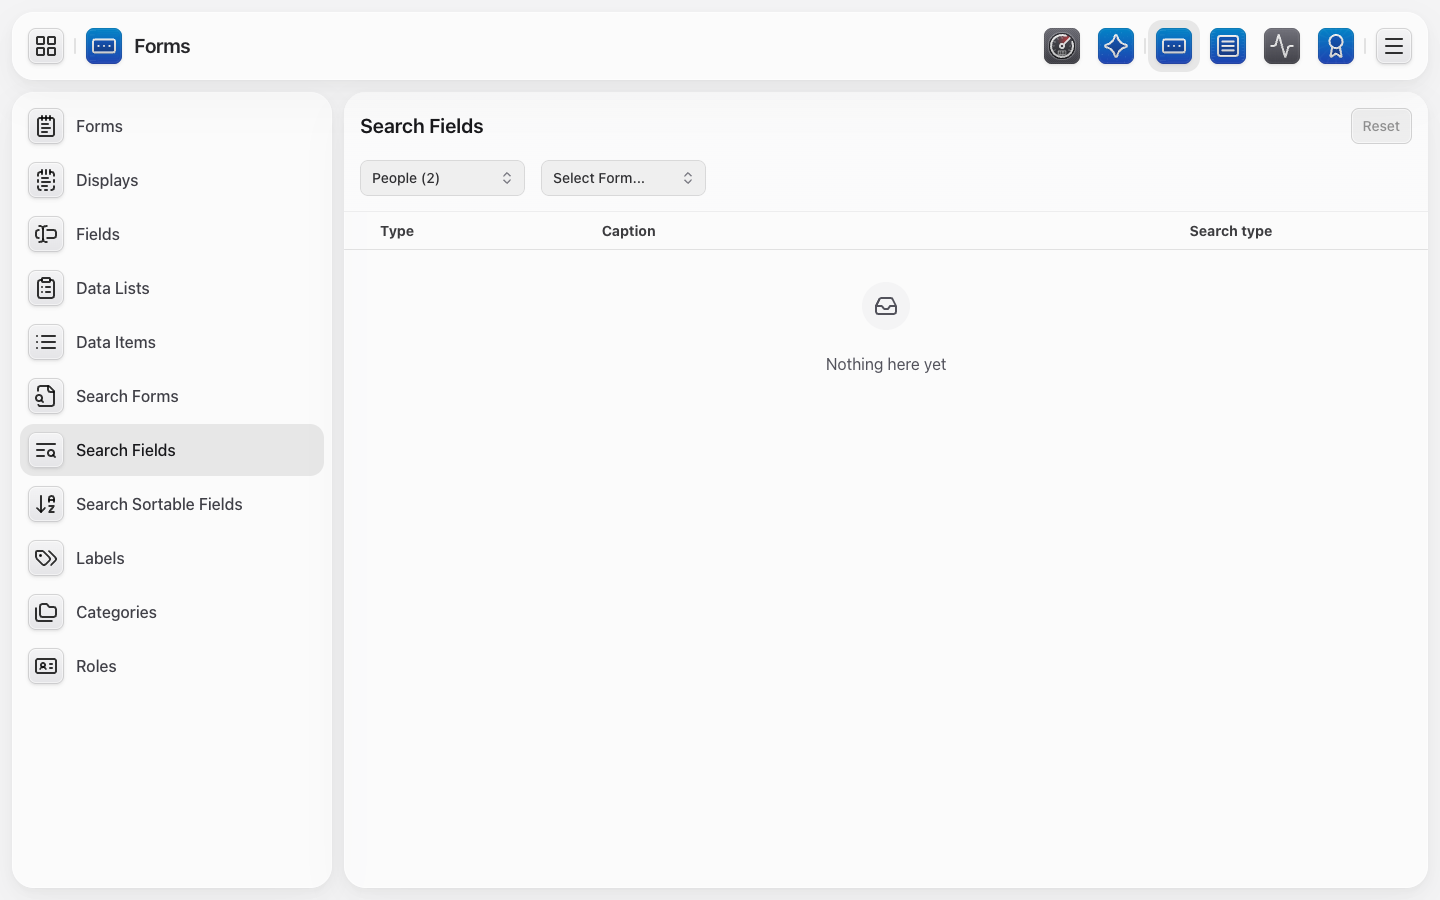 Forms
Forms
Displays
Fields
Data Lists
Data Items
Search Forms
Search Fields
Search Sortable Fields
Labels
Categories
Roles
Search Fields
Reset
People (2)
Select Form...
Type
Caption
Search type
Nothing here yet